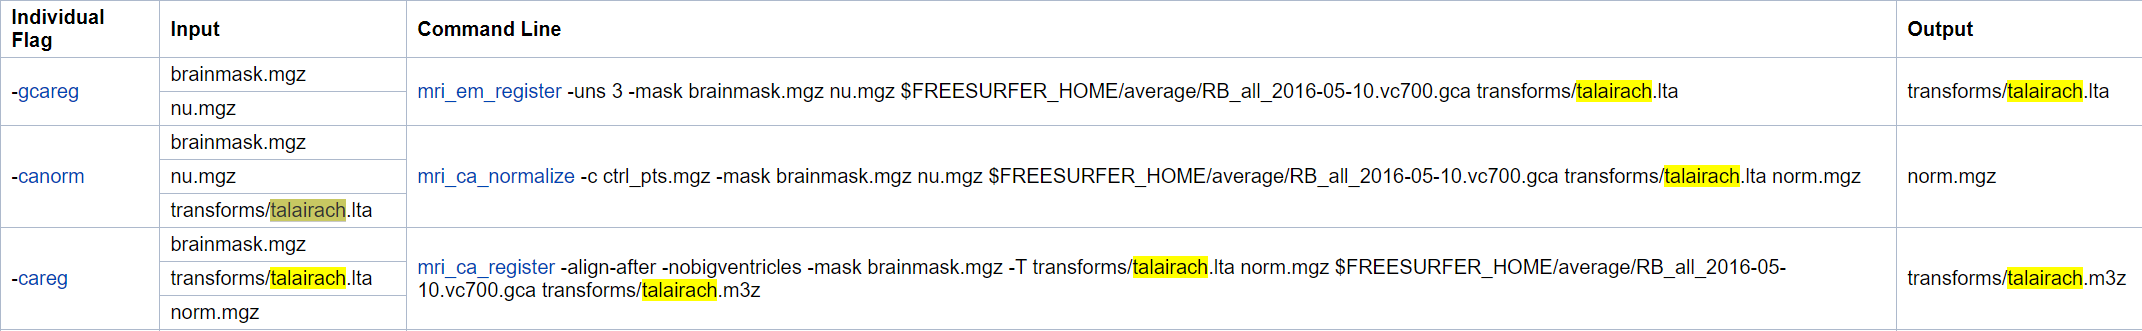 Individual Flag Input Command Line Output
-gcareg
brainmask.mgz
nu.mgz
mri_em_register -uns 3 -mask brainmask.mgz nu.mgz $FREESURFER_HOME/average/RB_all_2016-05-10.vc700.gca transforms/talairach.lta
transforms/talairach.lta
-canorm
brainmask.mgz
nu.mgz
transforms/talairach.lta
mri_ca_normalize -c ctrl_pts.mgz -mask brainmask.mgz nu.mgz $FREESURFER_HOME/average/RB_all_2016-05-10.vc700.gca transforms/talairach.lta norm.mgz
norm.mgz
-careg
brainmask.mgz
transforms/talairach.lta
norm.mgz
mri_ca_register -align-after -nobigventricles -mask brainmask.mgz -T transforms/talairach.lta norm.mgz $FREESURFER_HOME/average/RB_all_2016-05-
10.vc700.gca transforms/talairach.m3z
transforms/talairach.m3z